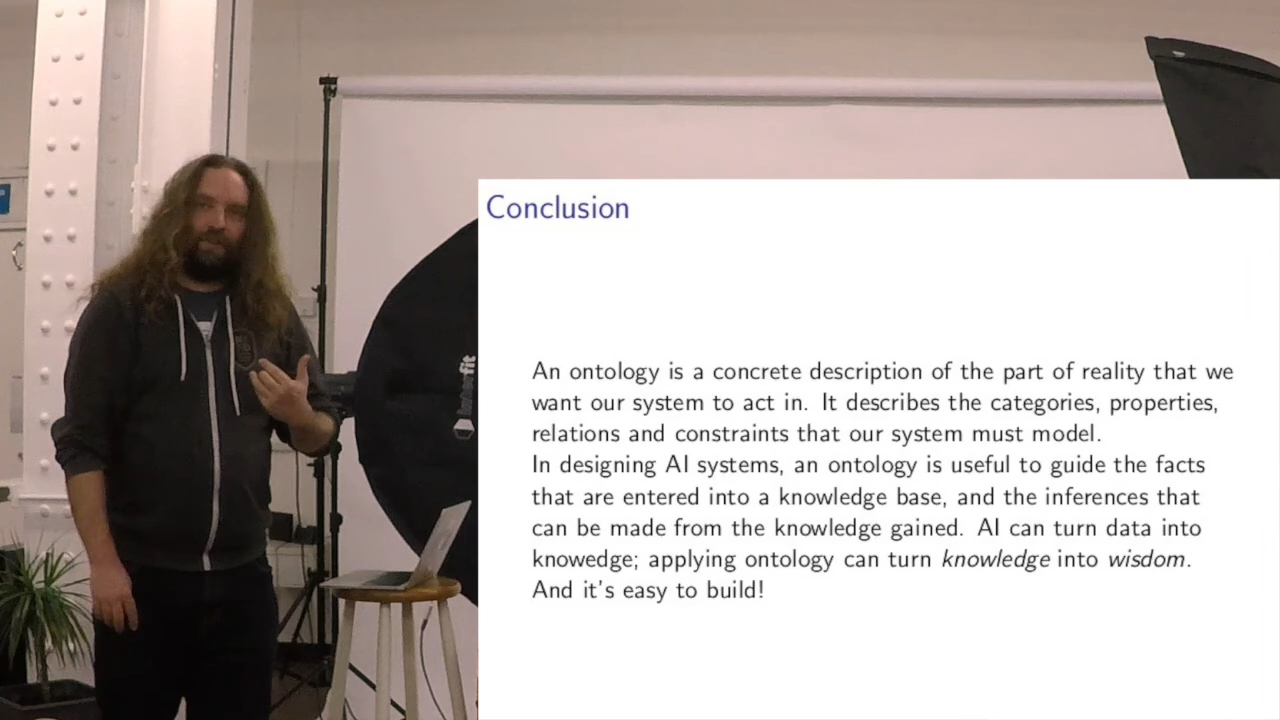 Conclusion
An ontology is a concrete description of the part of reality that we
want our system to act in. It describes the categories, properties,
relations and constraints that our system must model.
In designing AI systems, an ontology is useful to guide the facts
that are entered into a knowledge base, and the inferences that
can be made from the knowledge gained. AI can turn data into
knowedge; applying ontology can turn knowledge into wisdom.
And it's easy to build!
interfit